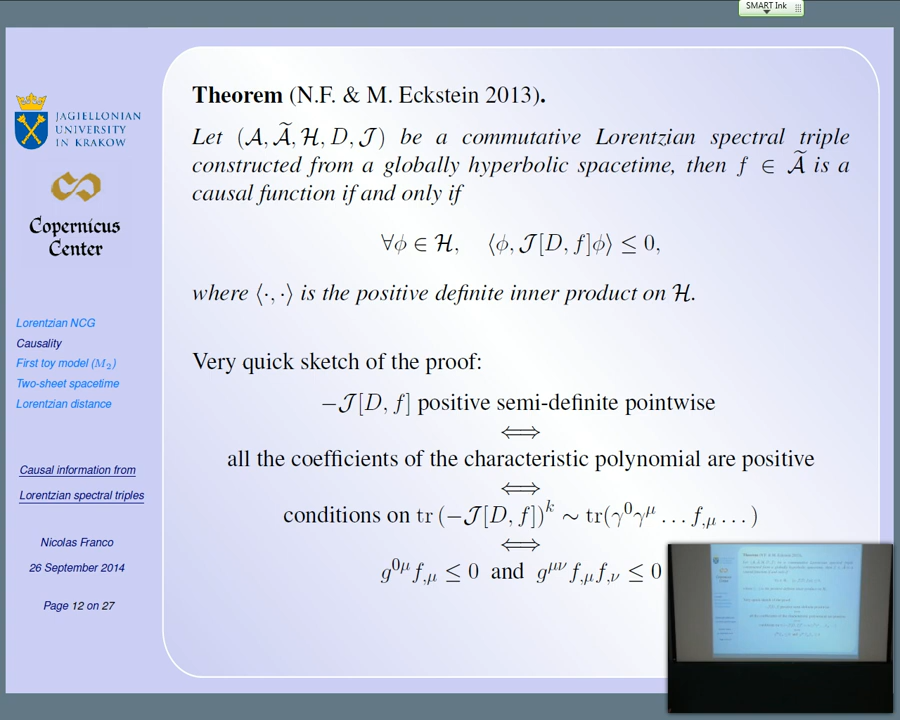 SMART Ink
JAGIELLONIAN
UNIVERSITY
IN KRAKOW
Copernicus
Center
Lorentzian NCG
Causality
First toy model (M₂)
Two-sheet spacetime
Lorentzian distance
Causal information from
Lorentzian spectral triples
Nicolas Franco
26 September 2014
Page 12 on 27
Theorem (N.F. & M. Eckstein 2013).
Let (𝒜, 𝒜̃, ℋ, D, 𝒥) be a commutative Lorentzian spectral triple
constructed from a globally hyperbolic spacetime, then f ∈ 𝒜̃ is a
causal function if and only if
∀ϕ ∈ ℋ, ⟨ϕ, 𝒥[D, f]ϕ⟩ ≤ 0,
where ⟨·, ·⟩ is the positive definite inner product on ℋ.
Very quick sketch of the proof:
−𝒥[D, f] positive semi-definite pointwise
⟺
all the coefficients of the characteristic polynomial are positive
⟺
conditions on tr (−𝒥[D, f])ᵏ ∼ tr(γ⁰γ^μ … f,μ … )
⟺
g^{0μ} f,μ ≤ 0 and g^{μν} f,μ f,ν ≤ 0